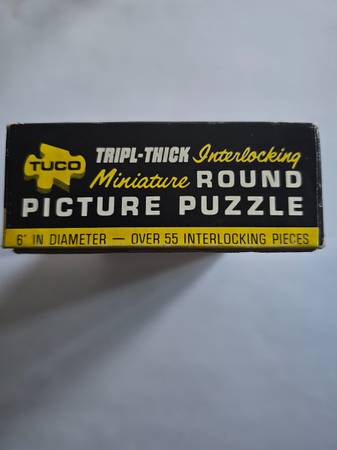 TUCO
TRIPL-THICK Interlocking
Miniature ROUND
PICTURE PUZZLE
6" IN DIAMETER — OVER 55 INTERLOCKING PIECES